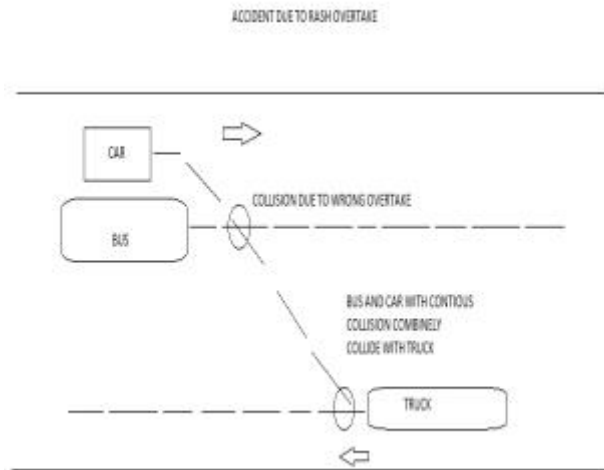 ACCIDENT DUE TO RASH OVERTAKE
CAR
COLLISION DUE TO WRONG OVERTAKE
BUS
BUS AND CAR WITH CONTIOUS
COLLISION COMBINELY
COLLIDE WITH TRUCK
TRUCK